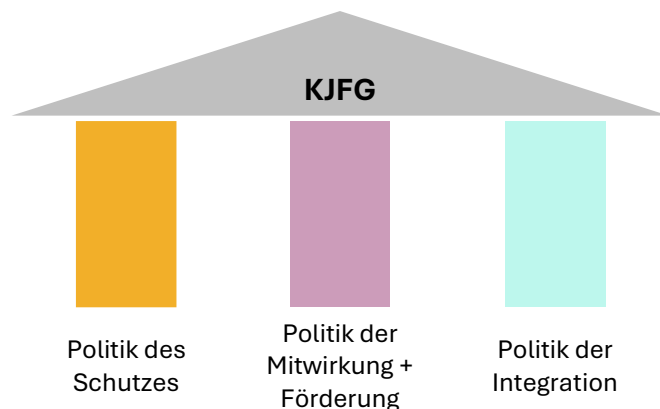 KJFG
Politik des
Schutzes
Politik der
Mitwirkung +
Förderung
Politik der
Integration